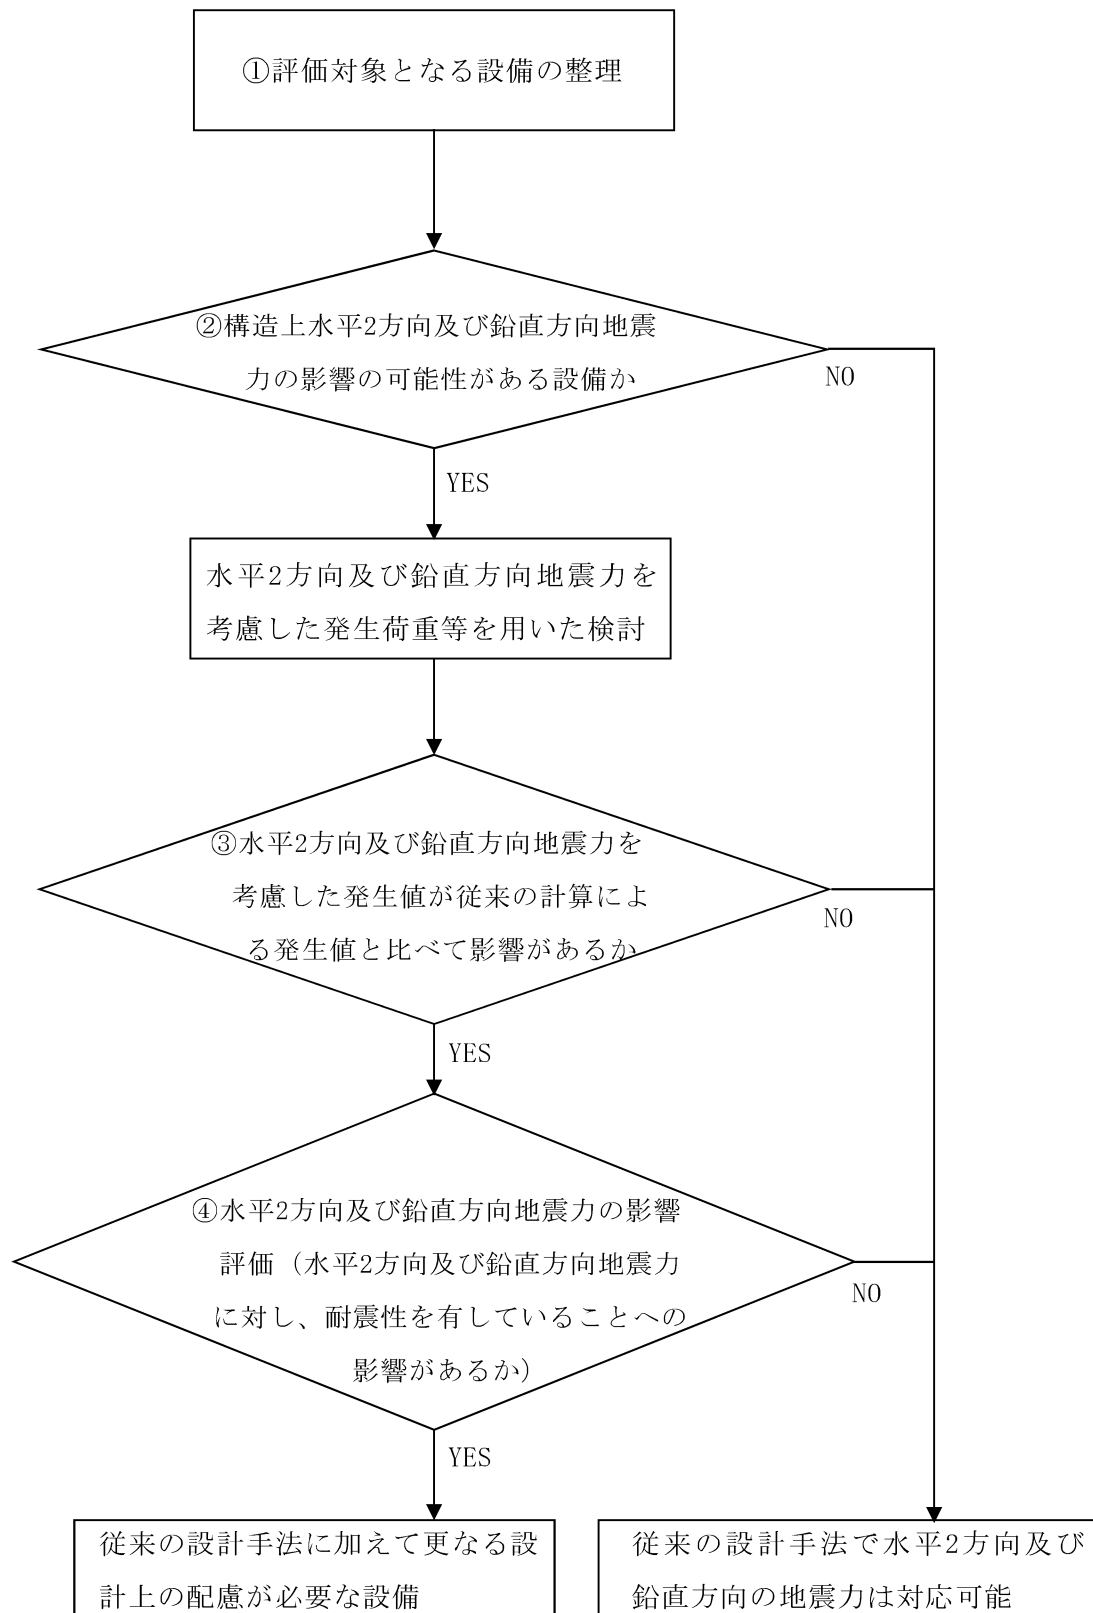 ①評価対象となる設備の整理
②構造上水平2方向及び鉛直方向地震
力の影響の可能性がある設備か
NO
YES
水平2方向及び鉛直方向地震力を
考慮した発生荷重等を用いた検討
③水平2方向及び鉛直方向地震力を
考慮した発生値が従来の計算によ
る発生値と比べて影響があるか
NO
YES
④水平2方向及び鉛直方向地震力の影響
評価（水平2方向及び鉛直方向地震力
に対し、耐震性を有していることへの
影響があるか）
NO
YES
従来の設計手法に加えて更なる設
計上の配慮が必要な設備
従来の設計手法で水平2方向及び
鉛直方向の地震力は対応可能